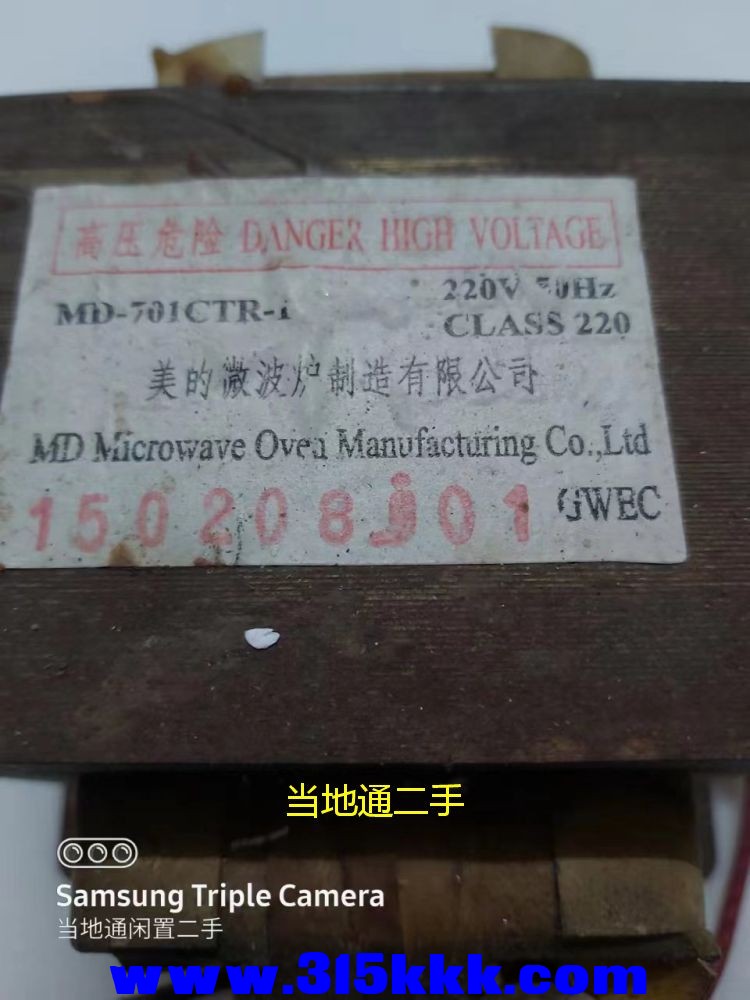 高压危险 DANGER HIGH VOLTAGE
MD-701CTR-1
220V 50Hz
CLASS 220
美的微波炉制造有限公司
MD Microwave Oven Manufacturing Co.,Ltd
150208J01 GWEC
当地通二手
Samsung Triple Camera
当地通闲置二手
www.315kkk.com